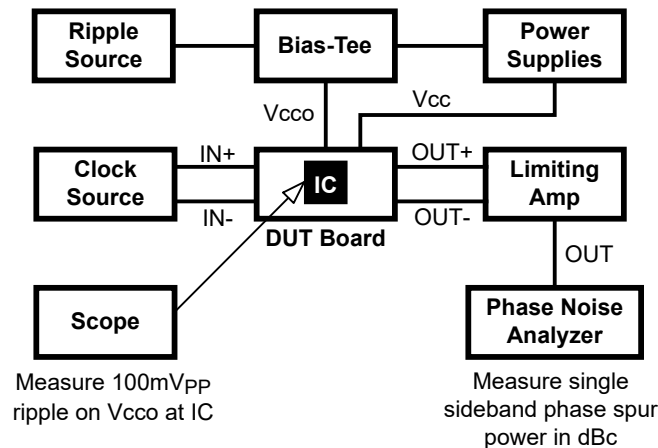 Ripple
Source
Bias-Tee
Power
Supplies
Vcco
Vcc
Clock
Source
IN+
IN-
IC
DUT Board
OUT+
OUT-
Limiting
Amp
OUT
Scope
Phase Noise
Analyzer
Measure 100mVPP
ripple on Vcco at IC
Measure single
sideband phase spur
power in dBc